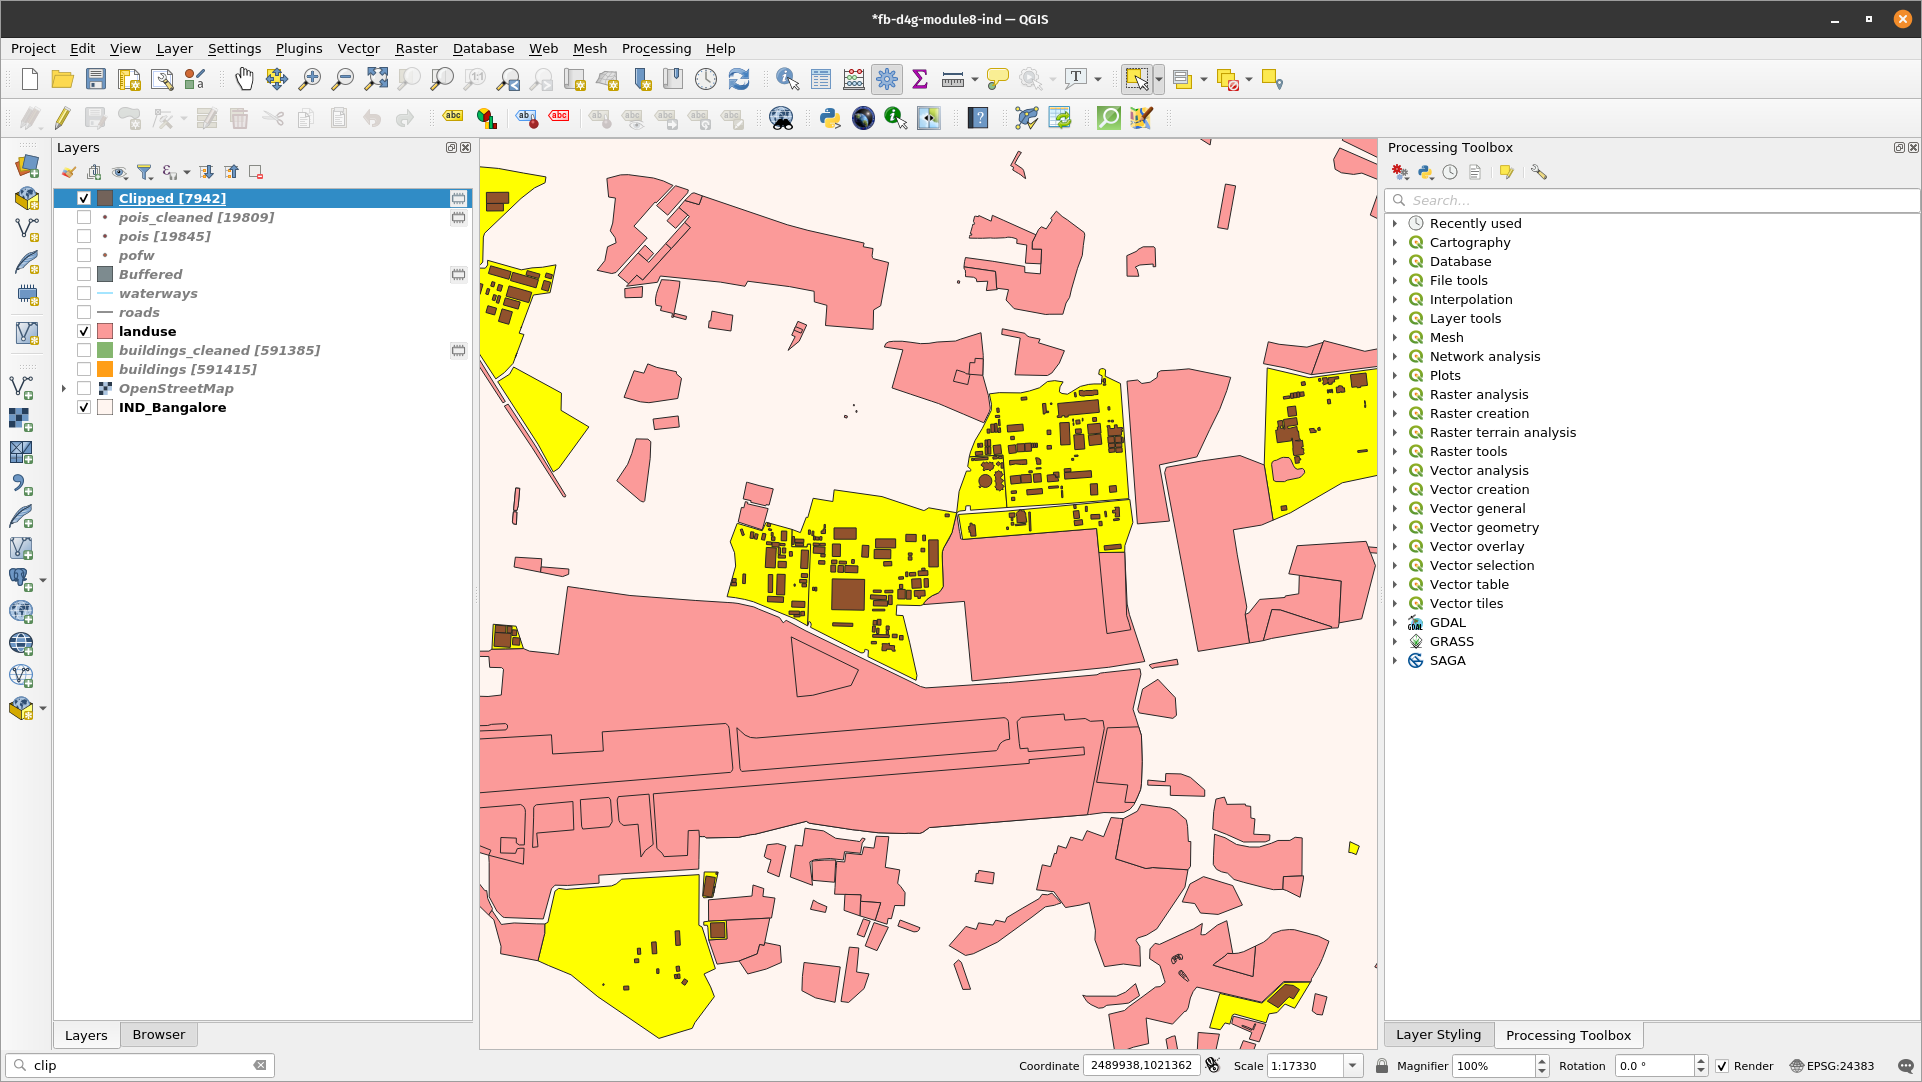 *fb-d4g-module8-ind — QGIS
Project Edit View Layer Settings Plugins Vector Raster Database Web Mesh Processing Help
Layers
Clipped [7942]
pois_cleaned [19809]
pois [19845]
pofw
Buffered
waterways
roads
landuse
buildings_cleaned [591385]
buildings [591415]
OpenStreetMap
IND_Bangalore
Layers Browser
Processing Toolbox
Search...
Recently used
Cartography
Database
File tools
Interpolation
Layer tools
Mesh
Network analysis
Plots
Raster analysis
Raster creation
Raster terrain analysis
Raster tools
Vector analysis
Vector creation
Vector general
Vector geometry
Vector overlay
Vector selection
Vector table
Vector tiles
GDAL
GRASS
SAGA
Layer Styling Processing Toolbox
clip
Coordinate 2489938,1021362 Scale 1:17330 Magnifier 100% Rotation 0.0 ° Render EPSG:24383